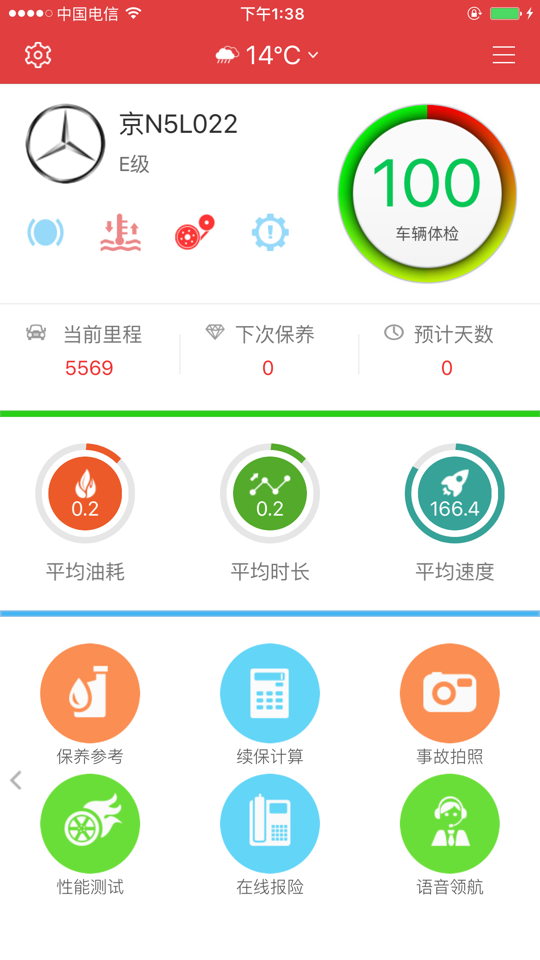 中国电信 下午1:38
14℃
京N5L022
E级
100
车辆体检
当前里程 下次保养 预计天数
5569 0 0
0.2 0.2 166.4
平均油耗 平均时长 平均速度
保养参考 续保计算 事故拍照
性能测试 在线报险 语音领航